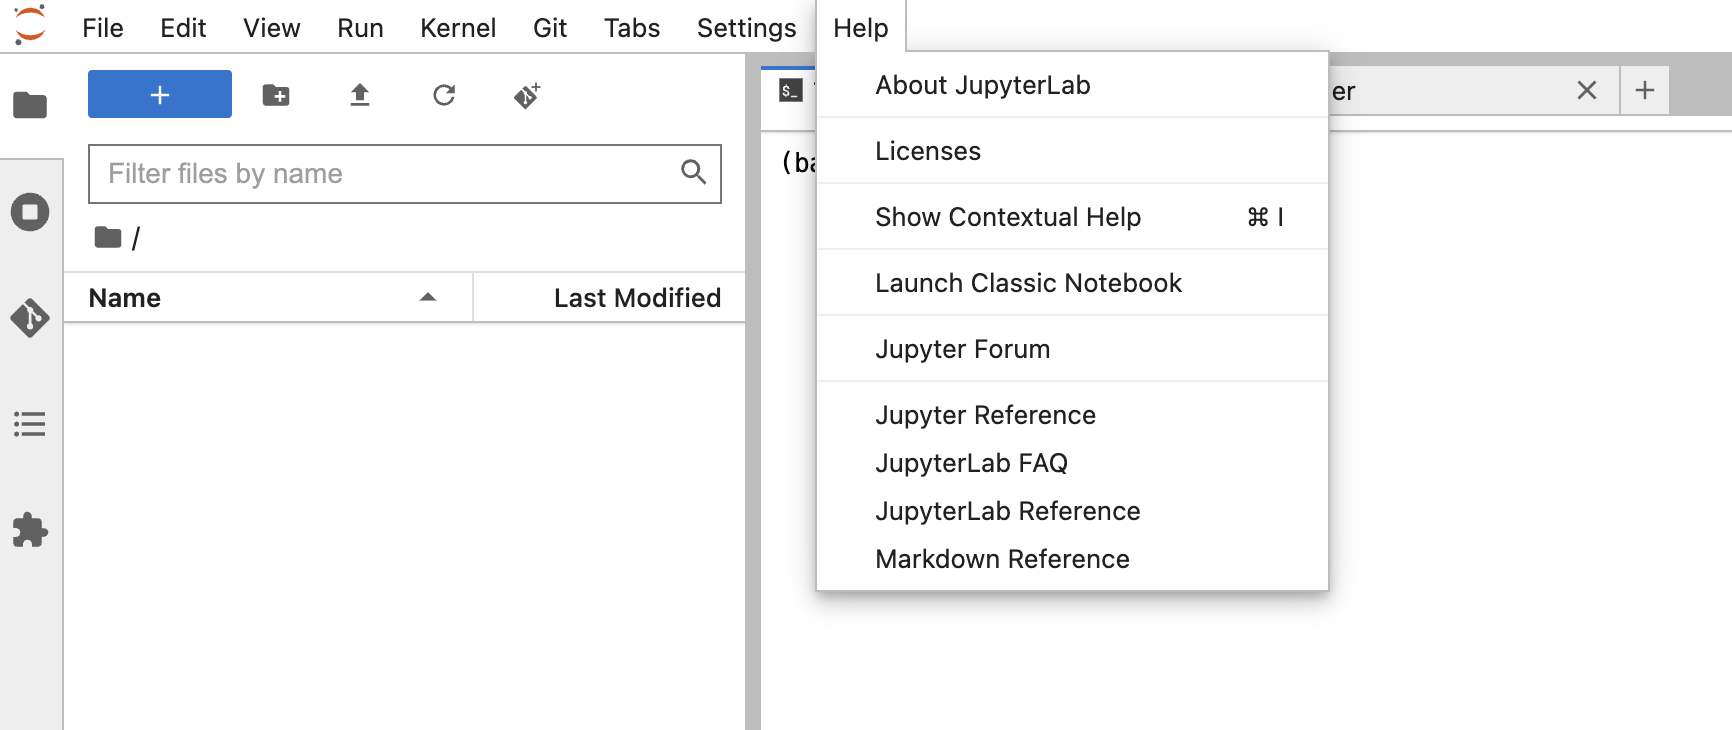 File Edit View Run Kernel Git Tabs Settings Help
Filter files by name
/
Name Last Modified
$_ er
(ba
About JupyterLab
Licenses
Show Contextual Help ⌘ I
Launch Classic Notebook
Jupyter Forum
Jupyter Reference
JupyterLab FAQ
JupyterLab Reference
Markdown Reference